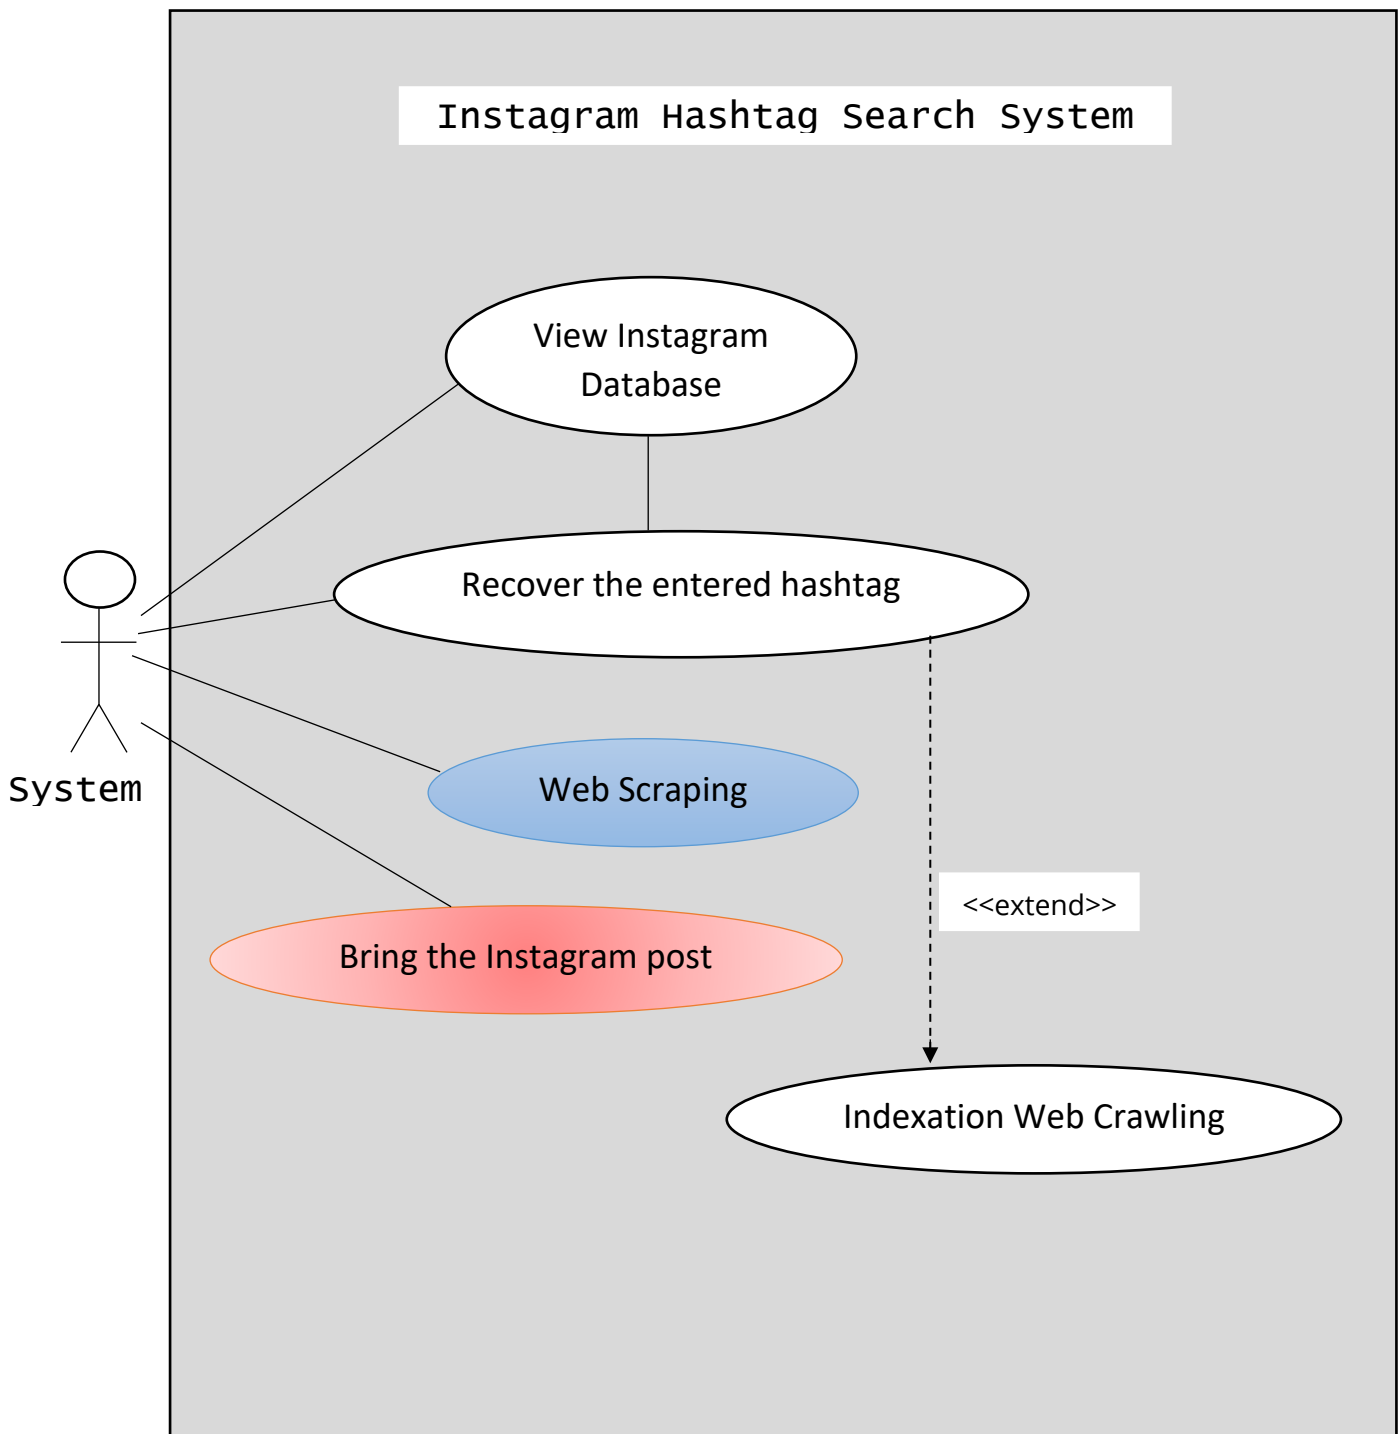 Instagram Hashtag Search System
View Instagram
Database
Recover the entered hashtag
Web Scraping
System
<<extend>>
Bring the Instagram post
Indexation Web Crawling